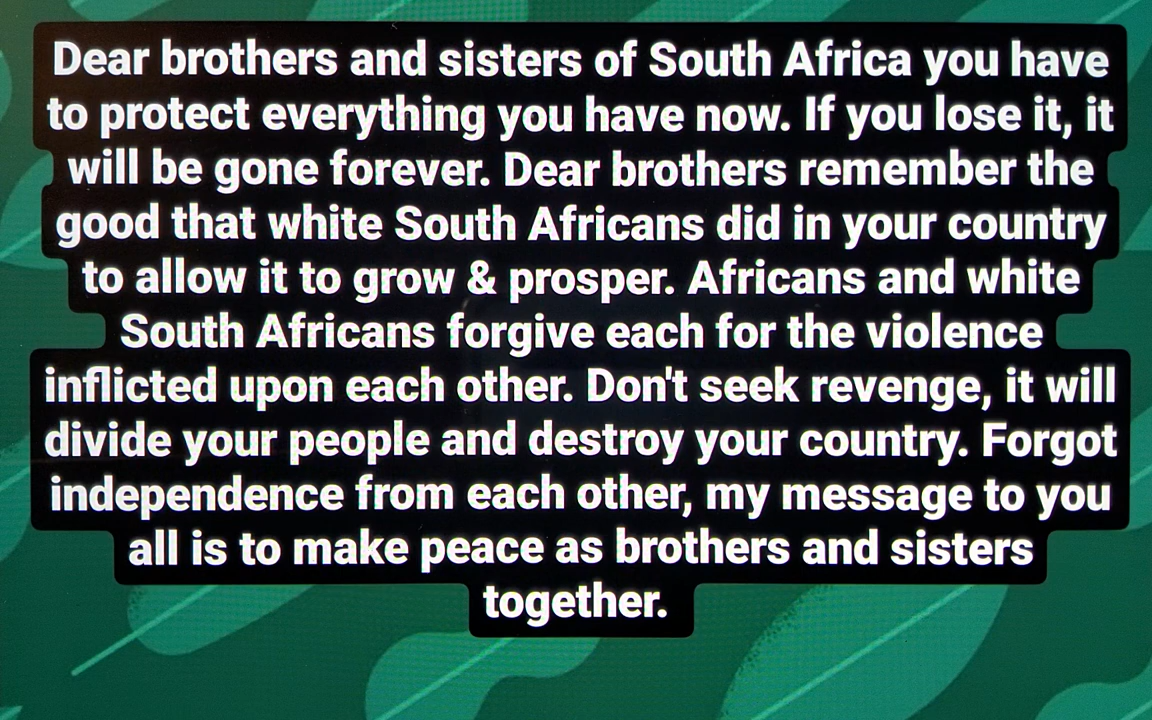 Dear brothers and sisters of South Africa you have
to protect everything you have now. If you lose it, it
will be gone forever. Dear brothers remember the
good that white South Africans did in your country
to allow it to grow & prosper. Africans and white
South Africans forgive each for the violence
inflicted upon each other. Don't seek revenge, it will
divide your people and destroy your country. Forgot
independence from each other, my message to you
all is to make peace as brothers and sisters
together.